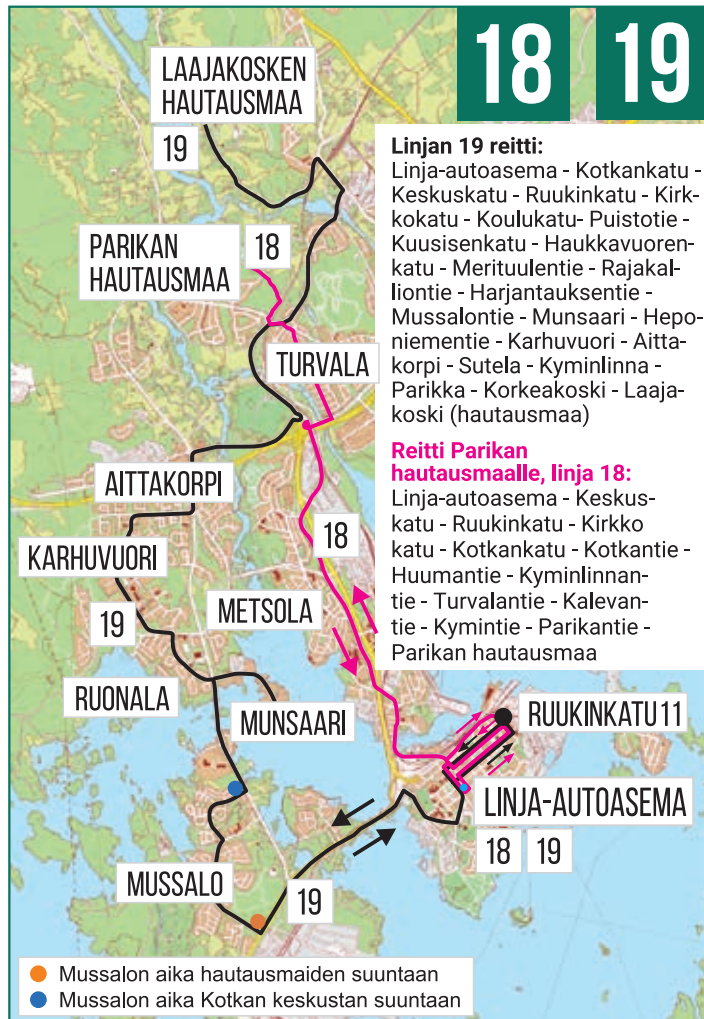 18 19
LAAJAKOSKEN
HAUTAUSMAA
19
Linjan 19 reitti:
Linja-autoasema - Kotkankatu -
Keskuskatu - Ruukinkatu - Kirk-
kokatu - Koulukatu- Puistotie -
Kuusisenkatu - Haukkavuoren-
katu - Merituulentie - Rajakal-
liontie - Harjantauksentie -
Mussalontie - Munsaari - Hepo-
niementie - Karhuvuori - Aitta-
korpi - Sutela - Kyminlinna -
Parikka - Korkeakoski - Laaja-
koski (hautausmaa)
Reitti Parikan
hautausmaalle, linja 18:
Linja-autoasema - Keskus-
katu - Ruukinkatu - Kirkko
katu - Kotkankatu - Kotkantie -
Huumantie - Kyminlinnan-
tie - Turvalantie - Kalevan-
tie - Kymintie - Parikantie -
Parikan hautausmaa
PARIKAN
HAUTAUSMAA
18
TURVALA
AITTAKORPI
18
KARHUVUORI
METSOLA
19
RUONALA
MUNSAARI
RUUKINKATU 11
LINJA-AUTOASEMA
18 19
MUSSALO
19
Mussalon aika hautausmaiden suuntaan
Mussalon aika Kotkan keskustan suuntaan